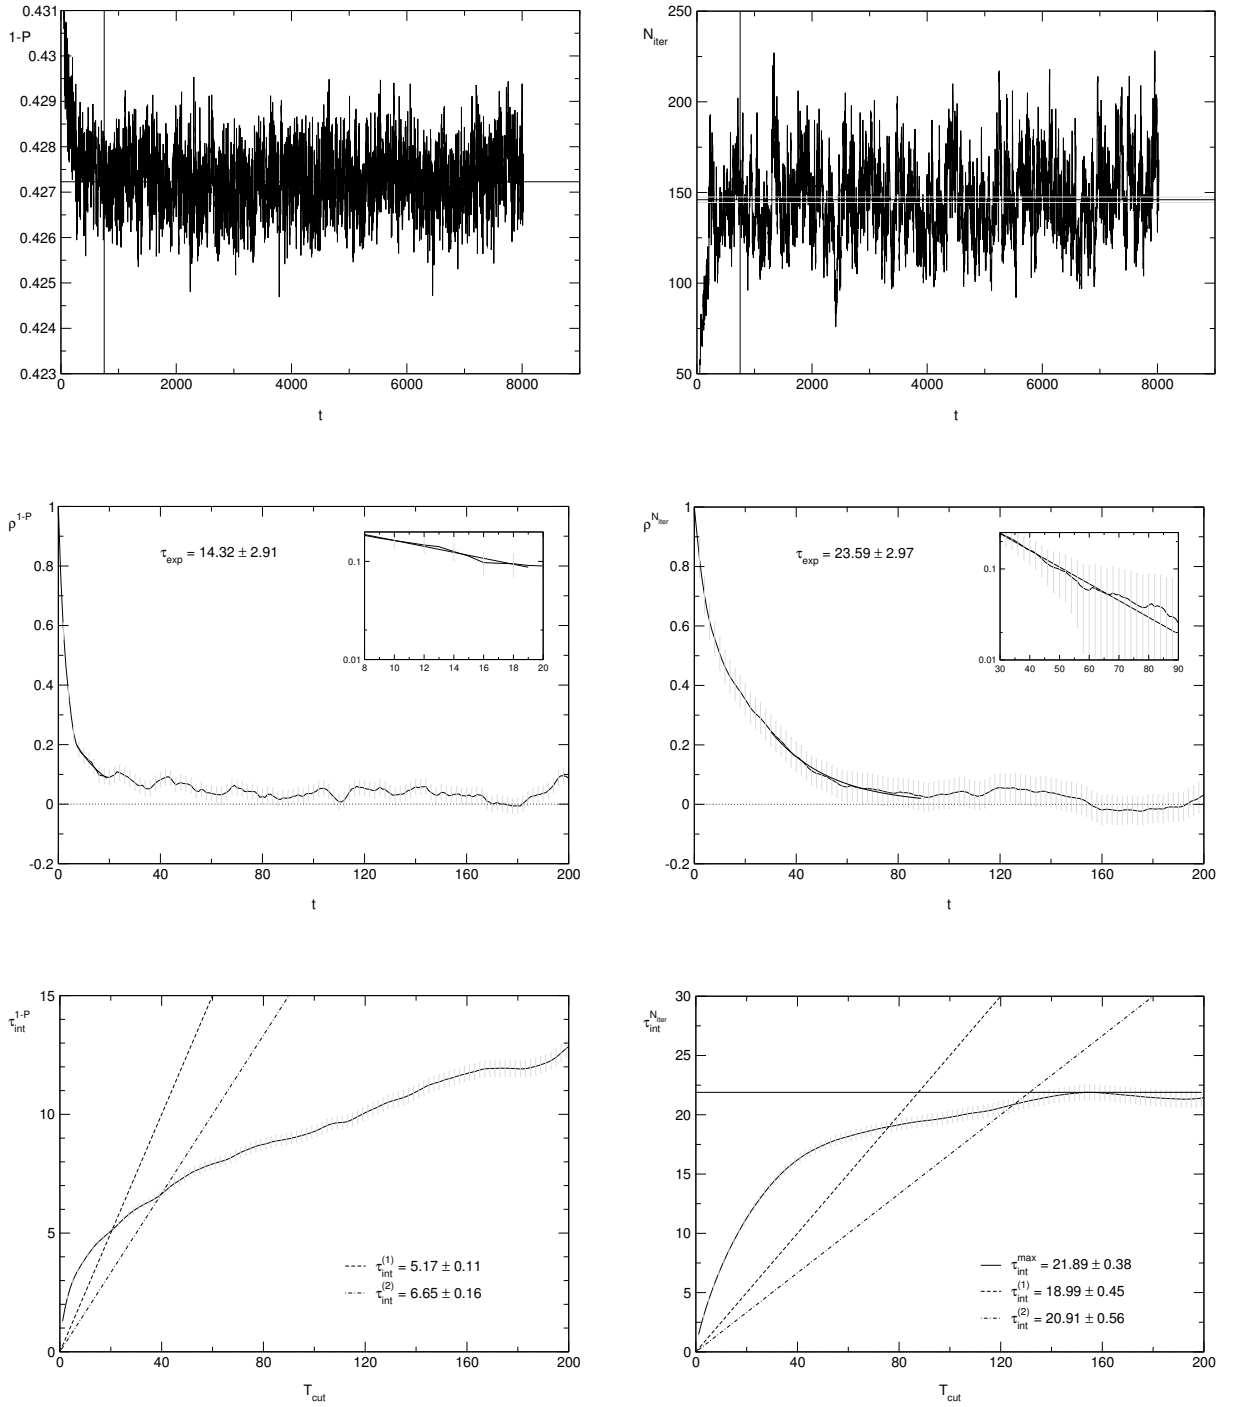 0.431
1-P
0.43
0.429
0.428
0.427
0.426
0.425
0.424
0.423
0 2000 4000 6000 8000
t
250
N_iter
200
150
100
50
0 2000 4000 6000 8000
t
1
ρ^1-P
0.8
0.6
0.4
0.2
0
-0.2
0 40 80 120 160 200
t
τ_exp = 14.32 ± 2.91
0.1
0.01
8 10 12 14 16 18 20
1
ρ^N_iter
0.8
0.6
0.4
0.2
0
-0.2
0 40 80 120 160 200
t
τ_exp = 23.59 ± 2.97
0.1
0.01
30 40 50 60 70 80 90
15
τ_int^1-P
10
5
0
0 40 80 120 160 200
T_cut
τ_int^(1) = 5.17 ± 0.11
τ_int^(2) = 6.65 ± 0.16
30
τ_int^N_iter
25
20
15
10
5
0
0 40 80 120 160 200
T_cut
τ_int^max = 21.89 ± 0.38
τ_int^(1) = 18.99 ± 0.45
τ_int^(2) = 20.91 ± 0.56